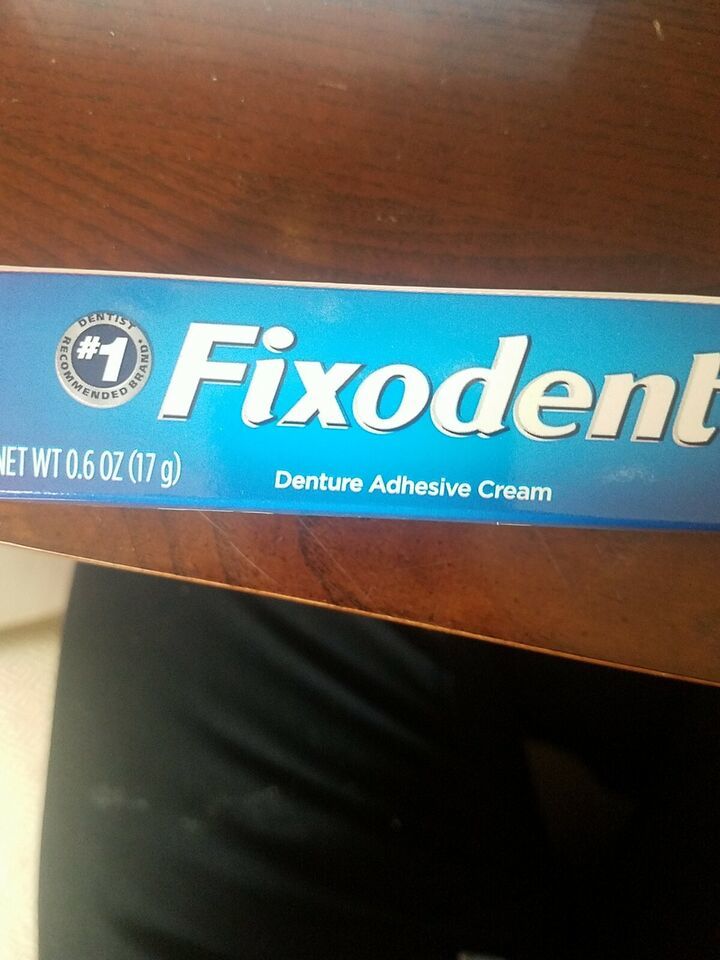 DENTIST
#1
RECOMMENDED BRAND
Fixodent
NET WT 0.6 OZ (17 g)
Denture Adhesive Cream